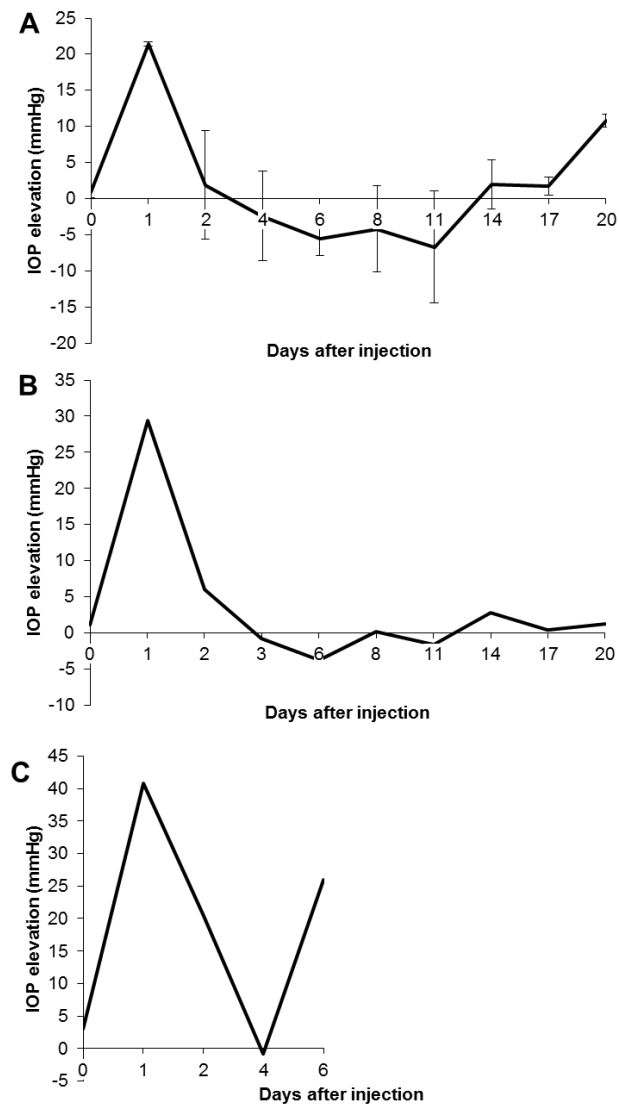 A
IOP elevation (mmHg)
25
20
15
10
5
0
-5
-10
-15
-20
0 1 2 4 6 8 11 14 17 20
Days after injection
B
IOP elevation (mmHg)
35
30
25
20
15
10
5
0
-5
-10
0 1 2 3 6 8 11 14 17 20
Days after injection
C
IOP elevation (mmHg)
45
40
35
30
25
20
15
10
5
0
-5
0 1 2 4 6
Days after injection